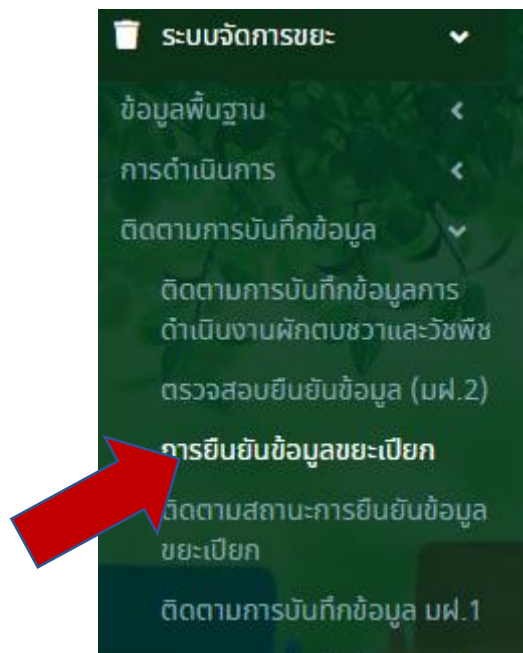 ระบบจัดการขยะ
ข้อมูลพื้นฐาน
การดำเนินการ
ติดตามการบันทึกข้อมูล
ติดตามการบันทึกข้อมูลการ
ดำเนินงานผักตบชวาและวัชพืช
ตรวจสอบยืนยันข้อมูล (มฝ.2)
การยืนยันข้อมูลขยะเปียก
ติดตามสถานะการยืนยันข้อมูล
ขยะเปียก
ติดตามการบันทึกข้อมูล มฝ.1